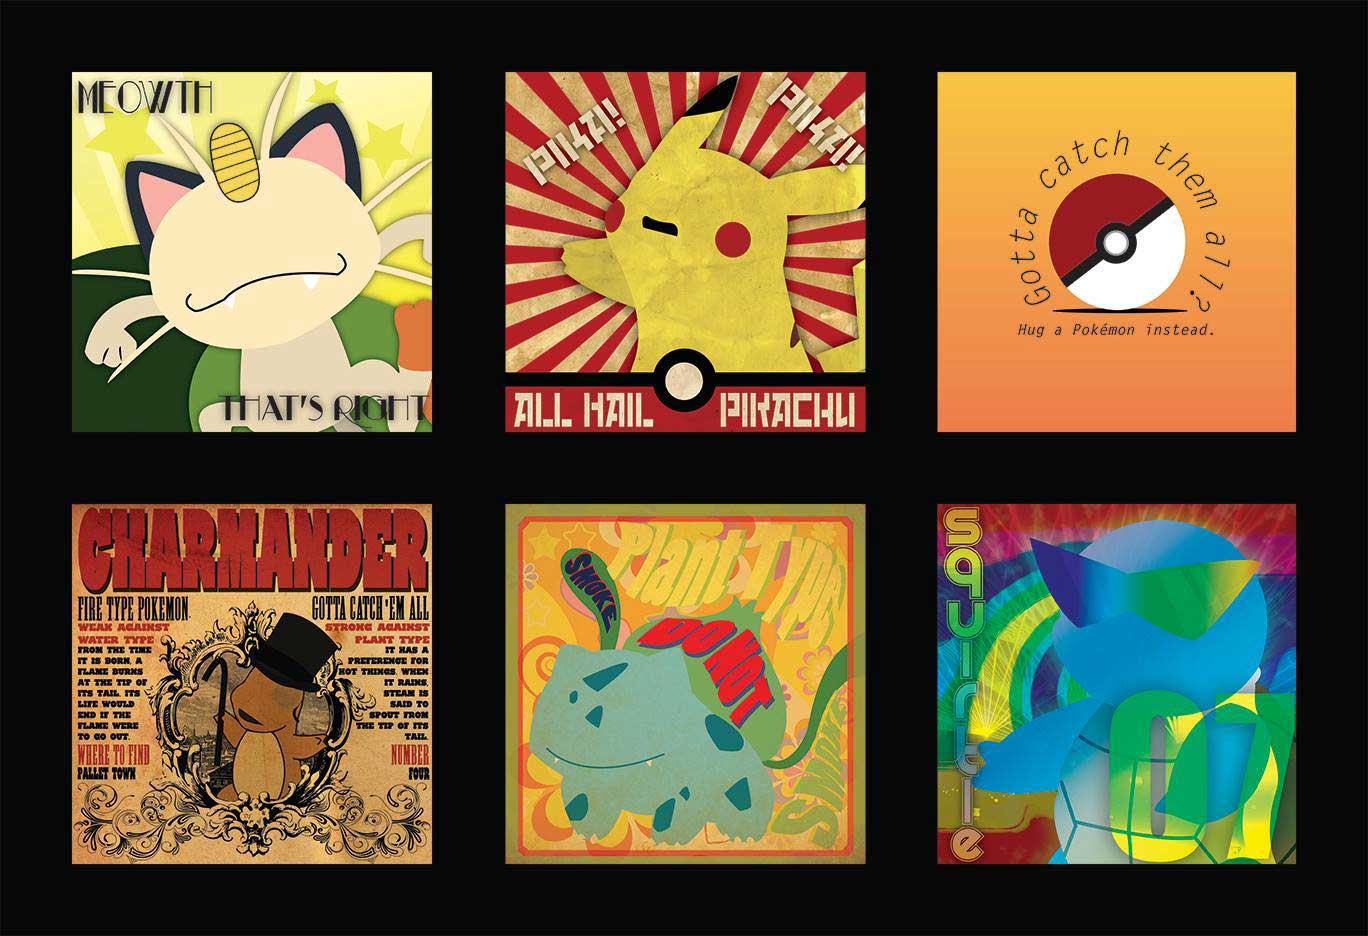 MEOWTH
THAT'S RIGHT
PIKA!
PIKA!
ALL HAIL PIKACHU
Gotta catch them all?
Hug a Pokémon instead.
CHARMANDER
FIRE TYPE POKEMON
WEAK AGAINST
WATER TYPE
FROM THE TIME
IT IS BORN, A
FLAME BURNS
AT THE TIP OF
ITS TAIL. ITS
LIFE WOULD
END IF THE
FLAME WERE
TO GO OUT.
WHERE TO FIND
PALLET TOWN
GOTTA CATCH 'EM ALL
STRONG AGAINST
PLANT TYPE
IT HAS A
PREFERENCE FOR
HOT THINGS. WHEN
IT RAINS,
STEAM IS
SAID TO
SPOUT FROM
THE TIP OF ITS
TAIL.
NUMBER
FOUR
Plant Types
DO NOT
SMOKE
squirtle
07